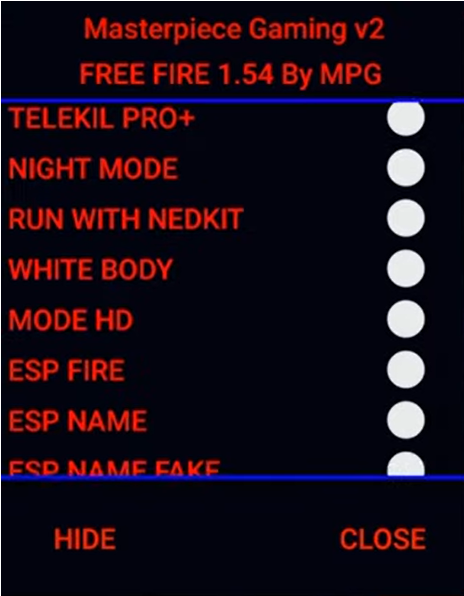 Masterpiece Gaming v2
FREE FIRE 1.54 By MPG
TELEKIL PRO+
NIGHT MODE
RUN WITH NEDKIT
WHITE BODY
MODE HD
ESP FIRE
ESP NAME
ESP NAME FAKE
HIDE CLOSE